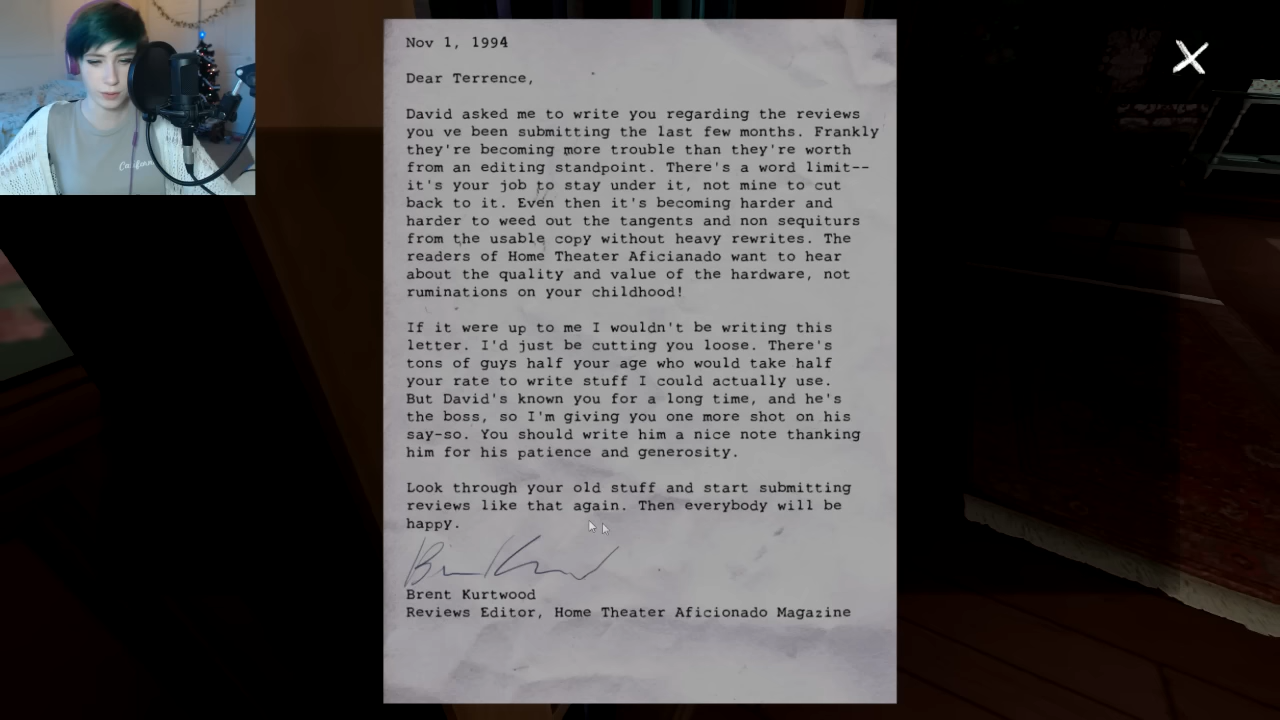 Nov 1, 1994
Dear Terrence,
David asked me to write you regarding the reviews
you ve been submitting the last few months. Frankly
they're becoming more trouble than they're worth
from an editing standpoint. There's a word limit--
it's your job to stay under it, not mine to cut
back to it. Even then it's becoming harder and
harder to weed out the tangents and non sequiturs
from the usable copy without heavy rewrites. The
readers of Home Theater Aficianado want to hear
about the quality and value of the hardware, not
ruminations on your childhood!
If it were up to me I wouldn't be writing this
letter. I'd just be cutting you loose. There's
tons of guys half your age who would take half
your rate to write stuff I could actually use.
But David's known you for a long time, and he's
the boss, so I'm giving you one more shot on his
say-so. You should write him a nice note thanking
him for his patience and generosity.
Look through your old stuff and start submitting
reviews like that again. Then everybody will be
happy.
Brent Kurtwood
Reviews Editor, Home Theater Aficionado Magazine